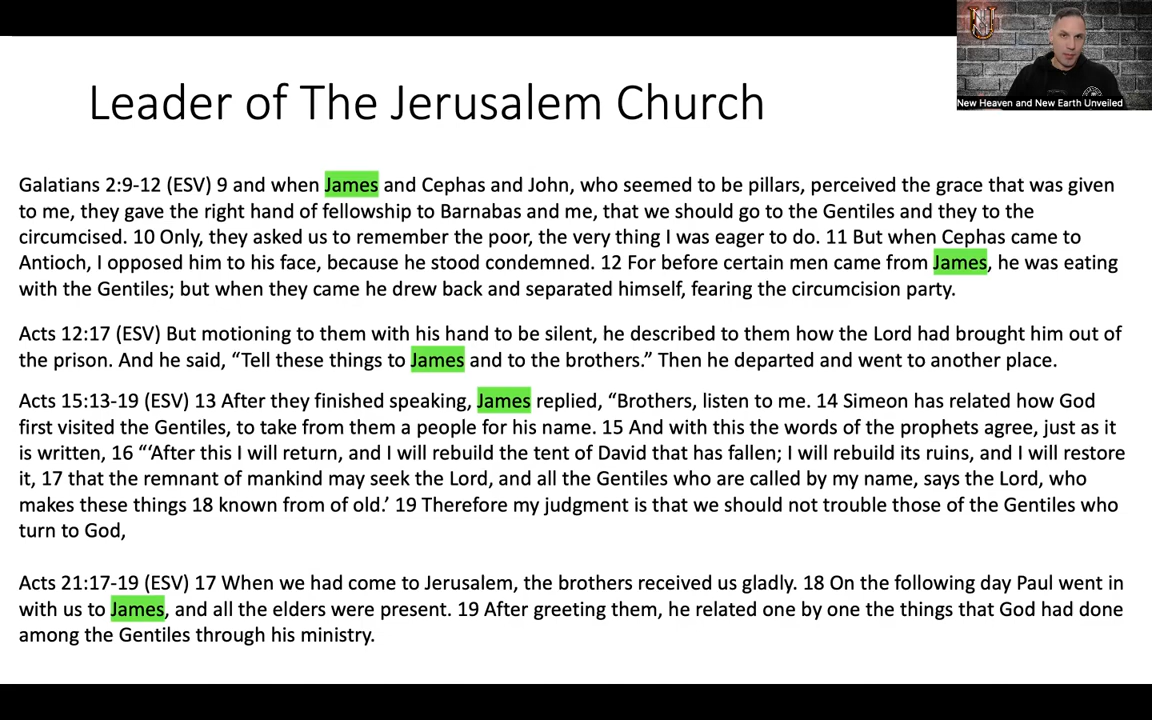 U
New Heaven and New Earth Unveiled
Leader of The Jerusalem Church
Galatians 2:9-12 (ESV) 9 and when James and Cephas and John, who seemed to be pillars, perceived the grace that was given
to me, they gave the right hand of fellowship to Barnabas and me, that we should go to the Gentiles and they to the
circumcised. 10 Only, they asked us to remember the poor, the very thing I was eager to do. 11 But when Cephas came to
Antioch, I opposed him to his face, because he stood condemned. 12 For before certain men came from James, he was eating
with the Gentiles; but when they came he drew back and separated himself, fearing the circumcision party.
Acts 12:17 (ESV) But motioning to them with his hand to be silent, he described to them how the Lord had brought him out of
the prison. And he said, “Tell these things to James and to the brothers.” Then he departed and went to another place.
Acts 15:13-19 (ESV) 13 After they finished speaking, James replied, “Brothers, listen to me. 14 Simeon has related how God
first visited the Gentiles, to take from them a people for his name. 15 And with this the words of the prophets agree, just as it
is written, 16 “‘After this I will return, and I will rebuild the tent of David that has fallen; I will rebuild its ruins, and I will restore
it, 17 that the remnant of mankind may seek the Lord, and all the Gentiles who are called by my name, says the Lord, who
makes these things 18 known from of old.’ 19 Therefore my judgment is that we should not trouble those of the Gentiles who
turn to God,
Acts 21:17-19 (ESV) 17 When we had come to Jerusalem, the brothers received us gladly. 18 On the following day Paul went in
with us to James, and all the elders were present. 19 After greeting them, he related one by one the things that God had done
among the Gentiles through his ministry.